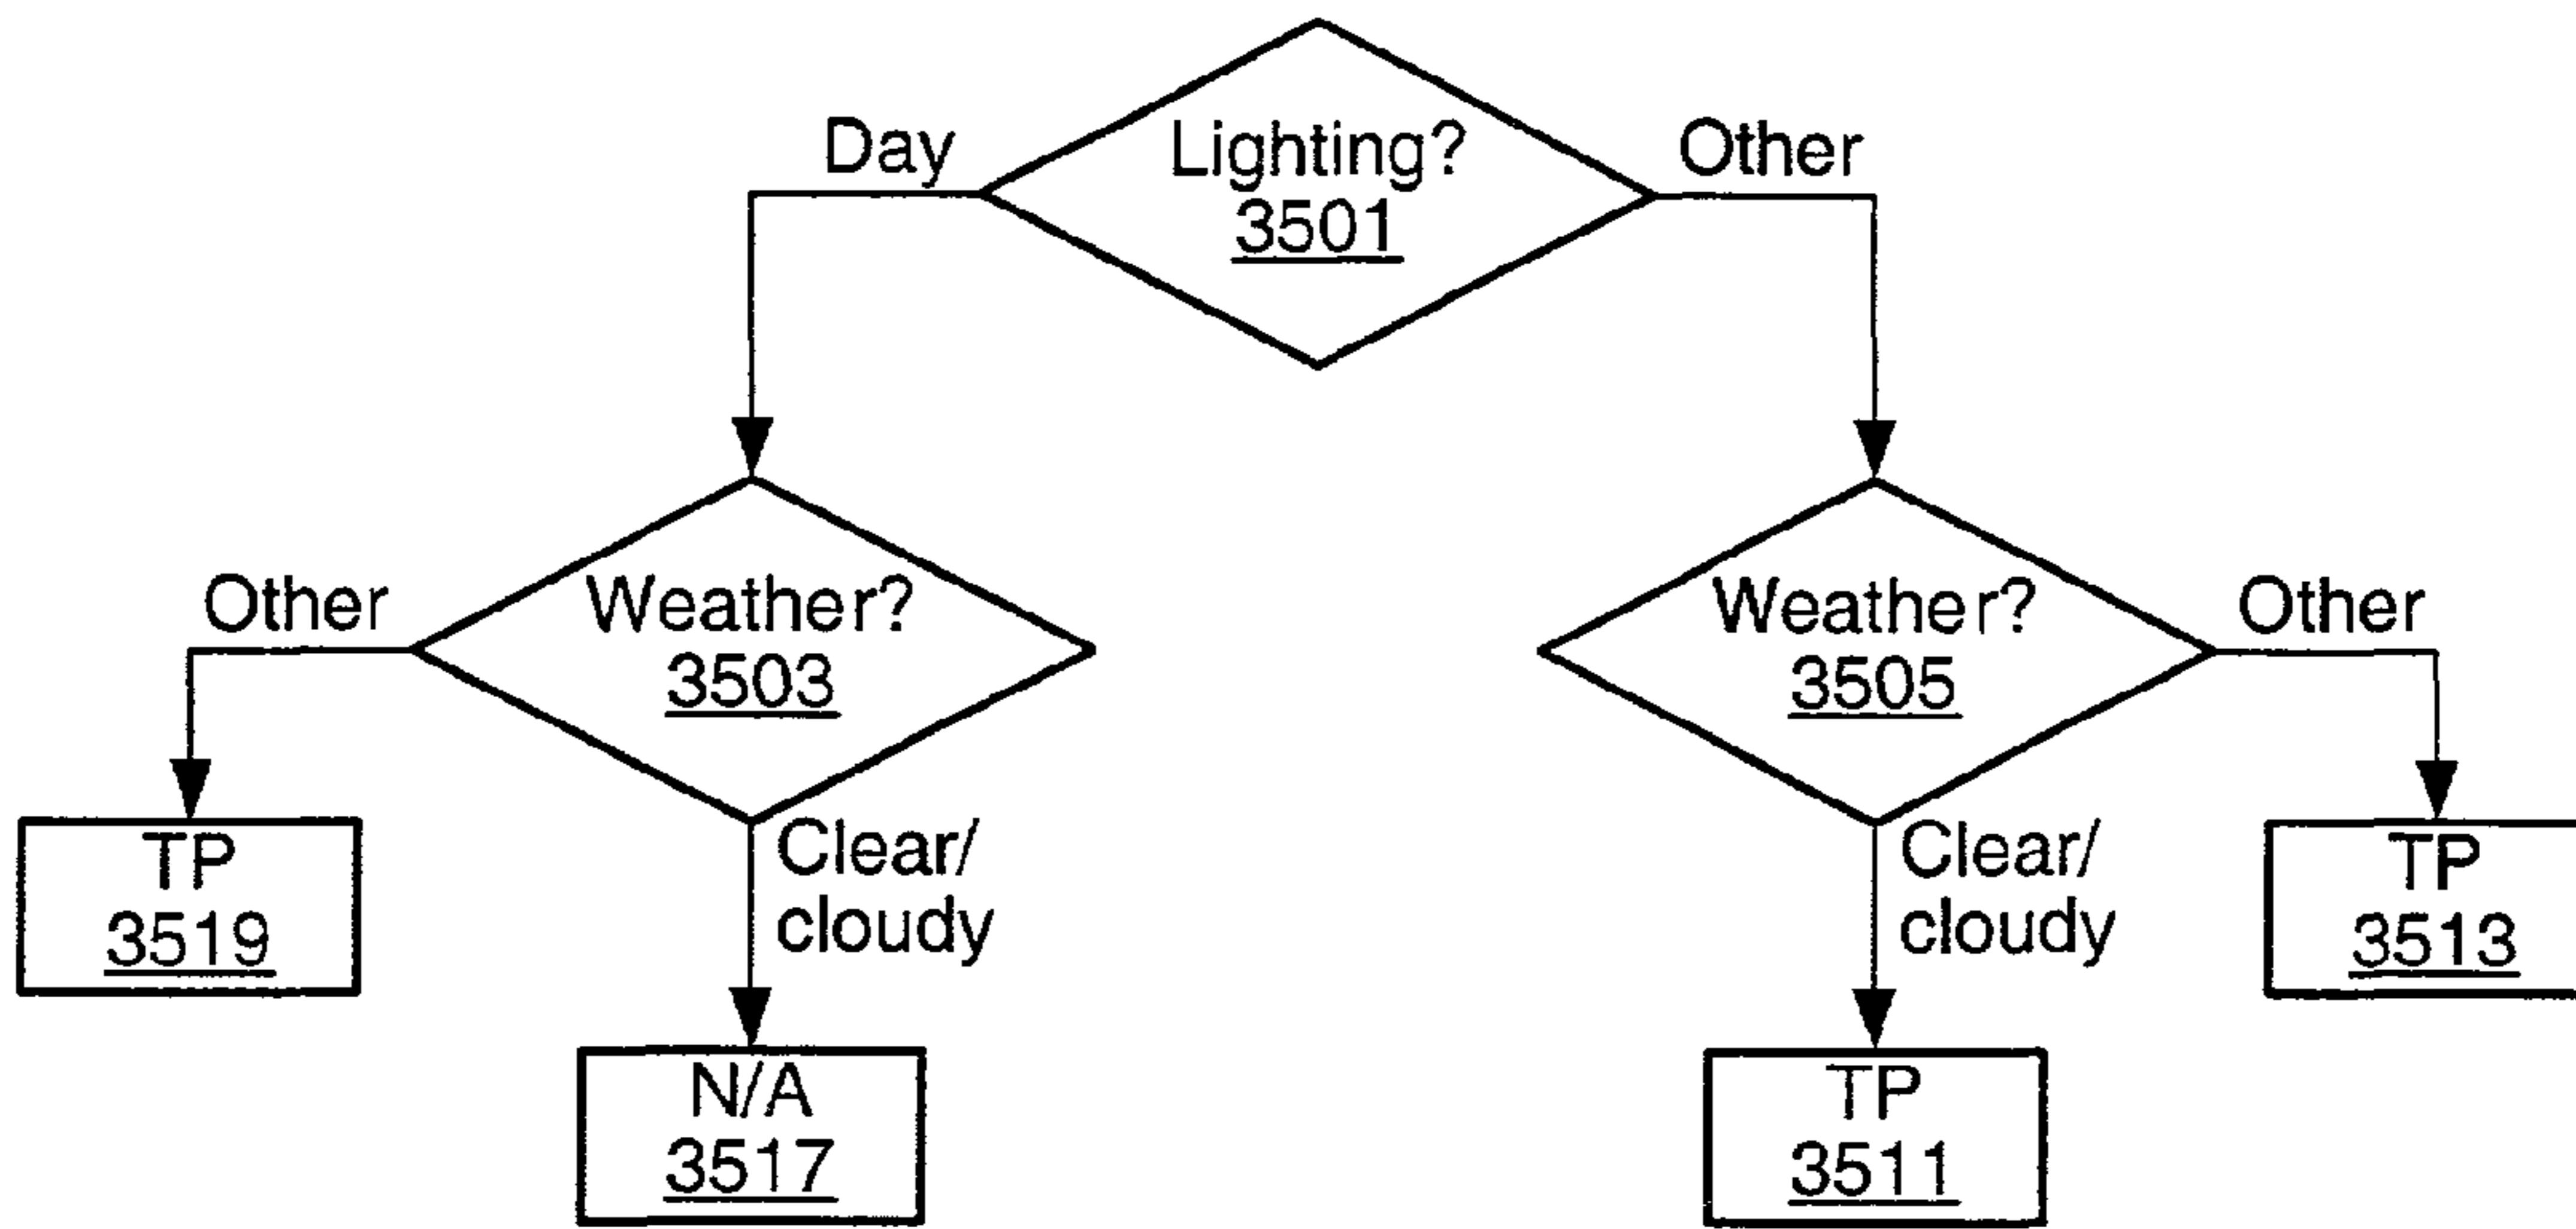 Day
Lighting?
3501
Other
Other
Weather?
3503
Clear/
cloudy
Weather?
3505
Other
Clear/
cloudy
TP
3519
N/A
3517
TP
3511
TP
3513